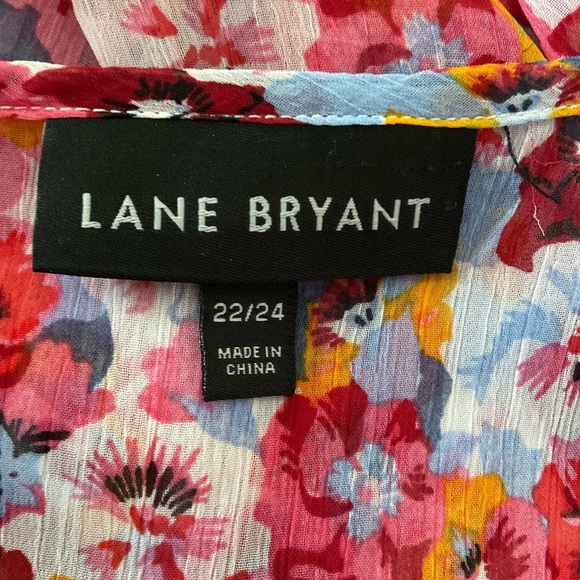 LANE BRYANT
22/24
MADE IN
CHINA